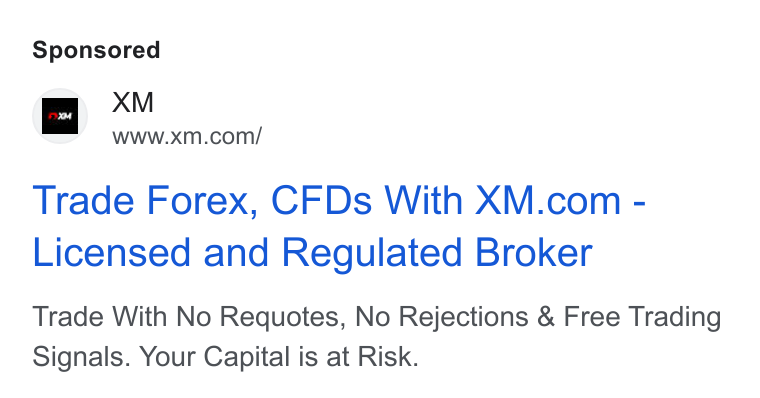 Sponsored
XM
XM
www.xm.com/
Trade Forex, CFDs With XM.com -
Licensed and Regulated Broker
Trade With No Requotes, No Rejections & Free Trading
Signals. Your Capital is at Risk.